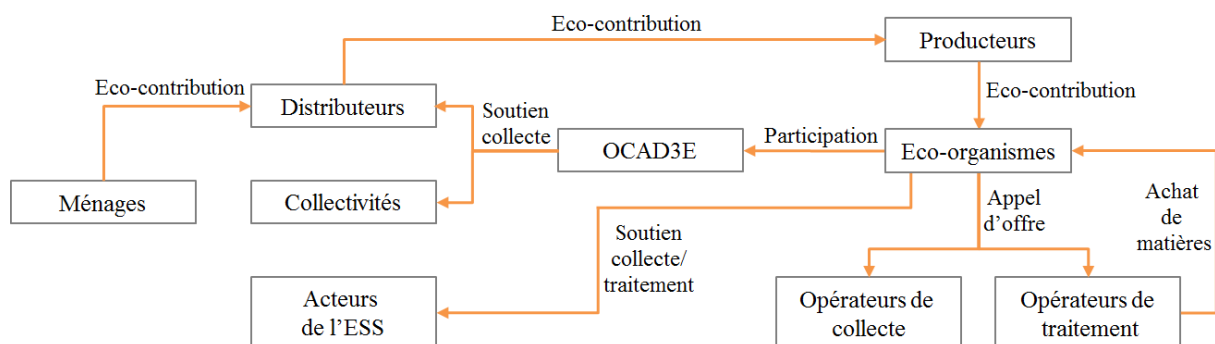 Eco-contribution
Producteurs
Eco-contribution
Distributeurs
Eco-contribution
Soutien
collecte
OCAD3E
Participation
Eco-organismes
Ménages
Collectivités
Appel
d’offre
Achat
de
matières
Soutien
collecte/
traitement
Acteurs
de l’ESS
Opérateurs de
collecte
Opérateurs de
traitement